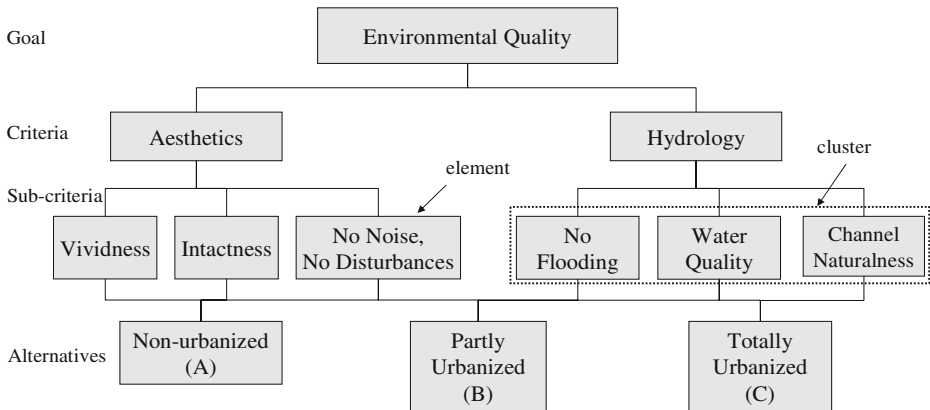 Goal
Environmental Quality
Criteria
Aesthetics
Hydrology
cluster
element
Sub-criteria
Vividness
Intactness
No Noise,
No Disturbances
No
Flooding
Water
Quality
Channel
Naturalness
Alternatives
Non-urbanized
(A)
Partly
Urbanized
(B)
Totally
Urbanized
(C)